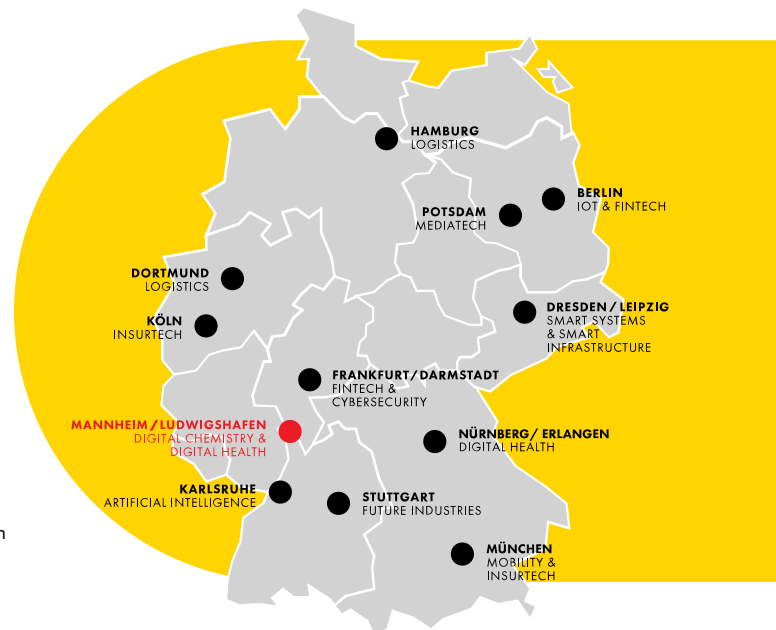 HAMBURG
LOGISTICS
BERLIN
IOT & FINTECH
POTSDAM
MEDIATECH
DORTMUND
LOGISTICS
KÖLN
INSURTECH
DRESDEN/LEIPZIG
SMART SYSTEMS
& SMART
INFRASTRUCTURE
FRANKFURT/DARMSTADT
FINTECH &
CYBERSECURITY
MANNHEIM/LUDWIGSHAFEN
DIGITAL CHEMISTRY &
DIGITAL HEALTH
NÜRNBERG/ ERLANGEN
DIGITAL HEALTH
KARLSRUHE
ARTIFICIAL INTELLIGENCE
STUTTGART
FUTURE INDUSTRIES
MÜNCHEN
MOBILITY &
INSURTECH